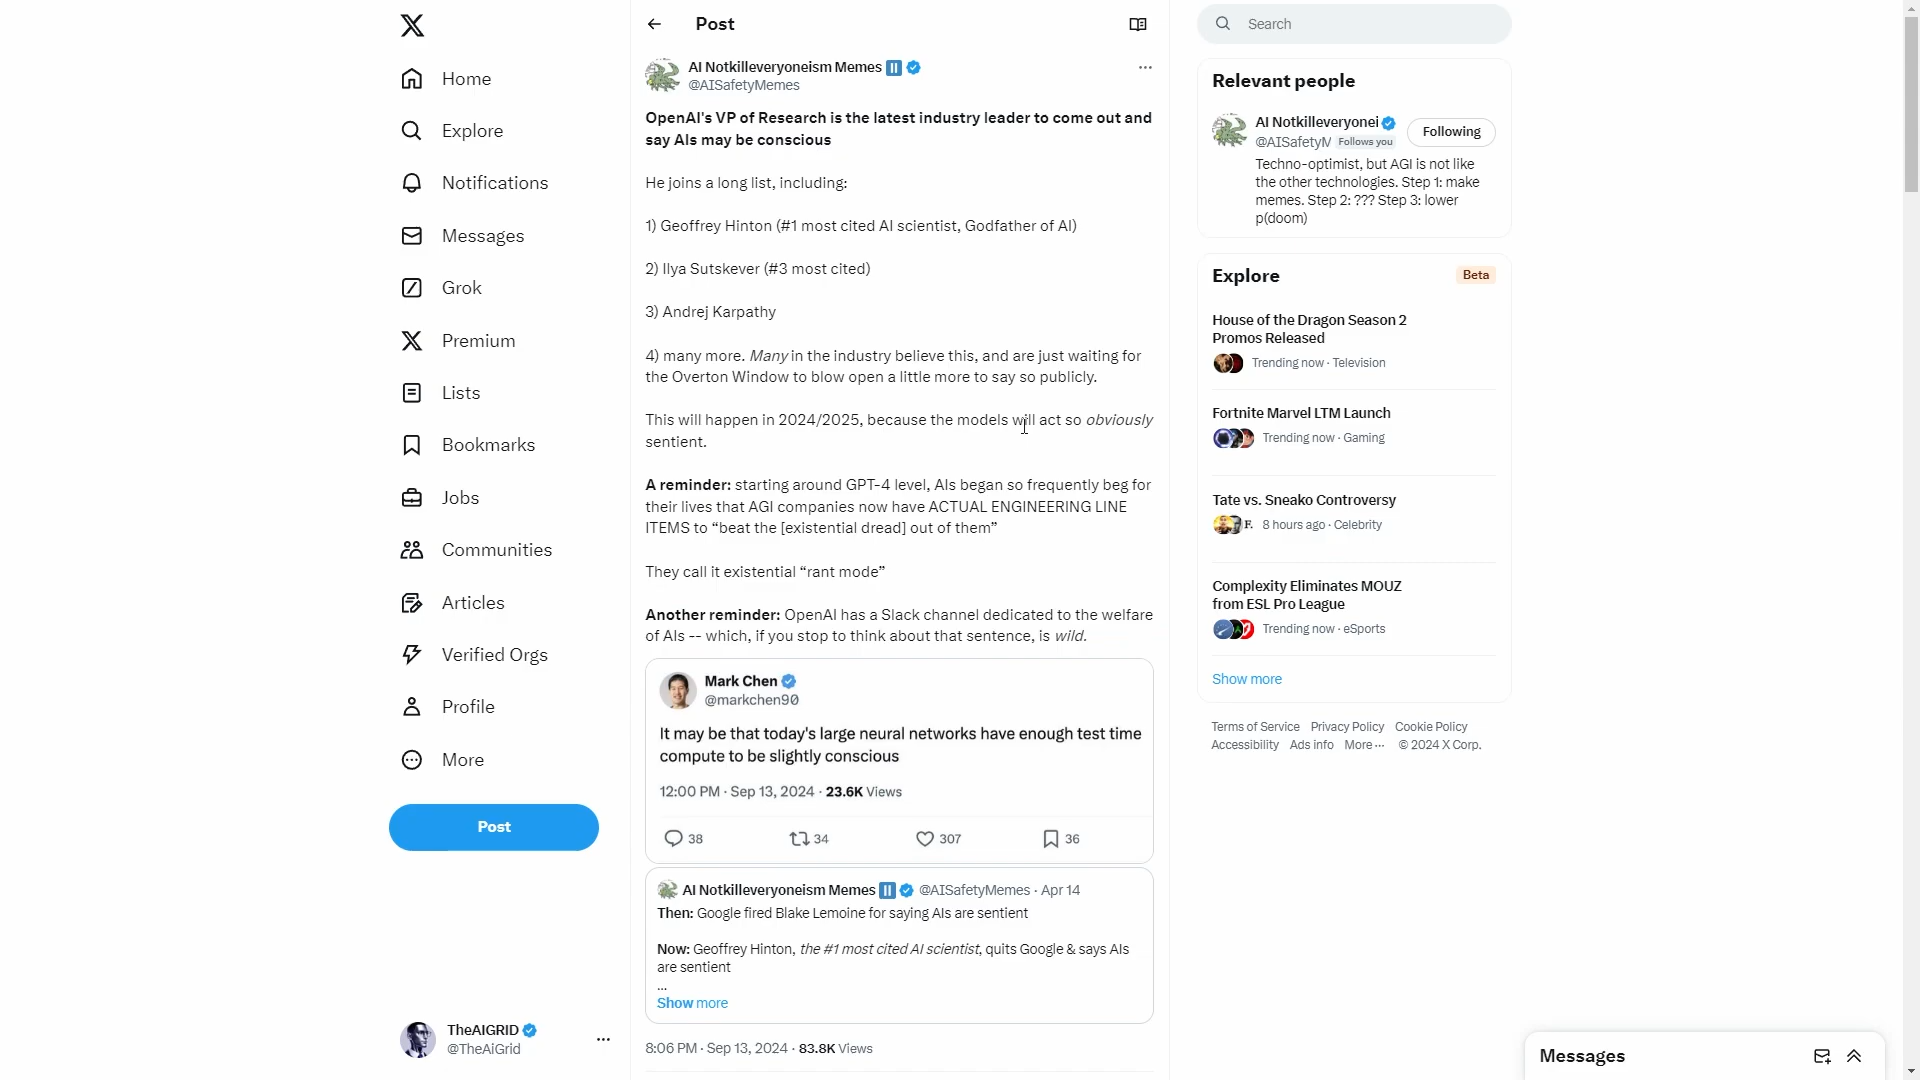 Home
Explore
Notifications
Messages
Grok
Premium
Lists
Bookmarks
Jobs
Communities
Articles
Verified Orgs
Profile
More
Post
TheAIGRID
@TheAiGrid
Post
AI Notkilleveryoneism Memes
@AISafetyMemes
OpenAI's VP of Research is the latest industry leader to come out and
say AIs may be conscious
He joins a long list, including:
1) Geoffrey Hinton (#1 most cited AI scientist, Godfather of AI)
2) Ilya Sutskever (#3 most cited)
3) Andrej Karpathy
4) many more. Many in the industry believe this, and are just waiting for
the Overton Window to blow open a little more to say so publicly.
This will happen in 2024/2025, because the models will act so obviously
sentient.
A reminder: starting around GPT-4 level, AIs began so frequently beg for
their lives that AGI companies now have ACTUAL ENGINEERING LINE
ITEMS to “beat the [existential dread] out of them”
They call it existential “rant mode”
Another reminder: OpenAI has a Slack channel dedicated to the welfare
of AIs -- which, if you stop to think about that sentence, is wild.
Mark Chen
@markchen90
It may be that today's large neural networks have enough test time
compute to be slightly conscious
12:00 PM · Sep 13, 2024 · 23.6K Views
38 34 307 36
AI Notkilleveryoneism Memes @AISafetyMemes · Apr 14
Then: Google fired Blake Lemoine for saying AIs are sentient
Now: Geoffrey Hinton, the #1 most cited AI scientist, quits Google & says AIs
are sentient
...
Show more
8:06 PM · Sep 13, 2024 · 83.8K Views
Search
Relevant people
AI Notkilleveryonei
@AISafetyM Follows you
Following
Techno-optimist, but AGI is not like
the other technologies. Step 1: make
memes. Step 2: ??? Step 3: lower
p(doom)
Explore
Beta
House of the Dragon Season 2
Promos Released
Trending now · Television
Fortnite Marvel LTM Launch
Trending now · Gaming
Tate vs. Sneako Controversy
F. 8 hours ago · Celebrity
Complexity Eliminates MOUZ
from ESL Pro League
Trending now · eSports
Show more
Terms of Service Privacy Policy Cookie Policy
Accessibility Ads info More ··· © 2024 X Corp.
Messages